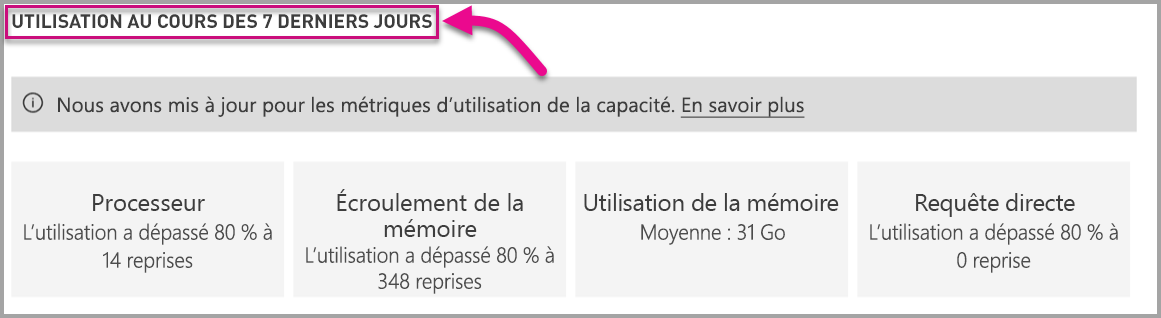 UTILISATION AU COURS DES 7 DERNIERS JOURS
Nous avons mis à jour pour les métriques d’utilisation de la capacité. En savoir plus
Processeur
L’utilisation a dépassé 80 % à
14 reprises
Écroulement de la
mémoire
L’utilisation a dépassé 80 % à
348 reprises
Utilisation de la mémoire
Moyenne : 31 Go
Requête directe
L’utilisation a dépassé 80 % à
0 reprise